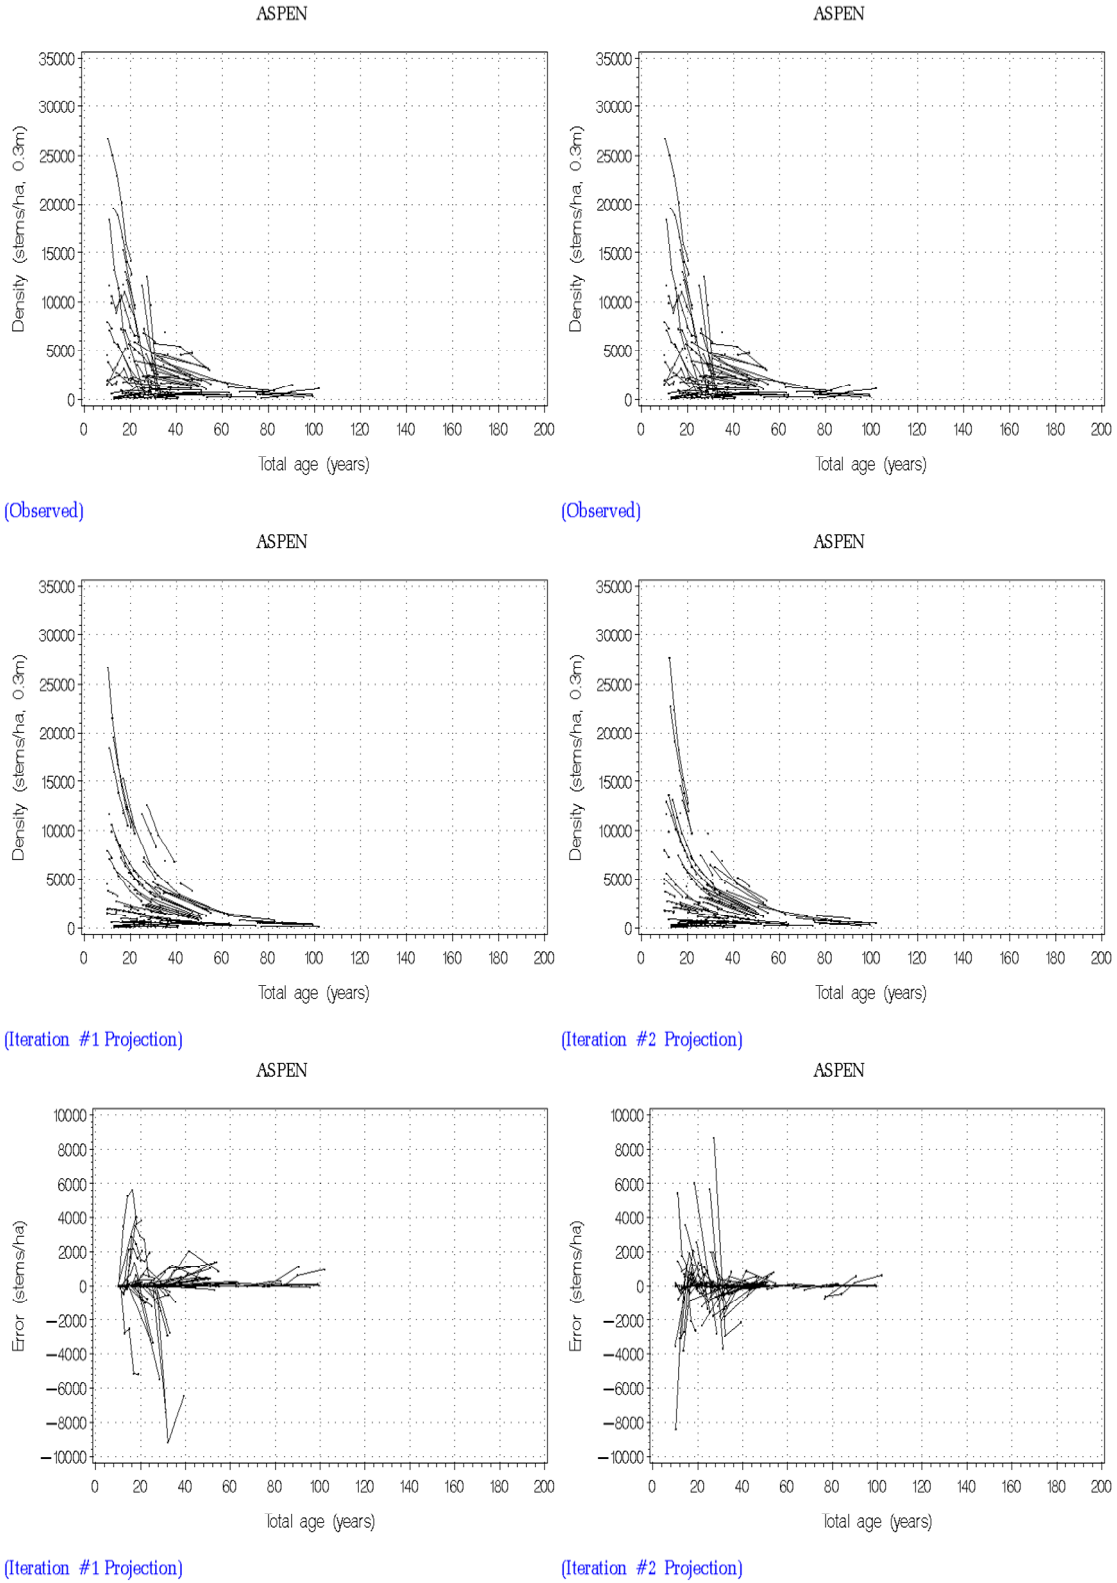 ASPEN ASPEN
35000 35000
30000 30000
25000 25000
20000 20000
15000 15000
10000 10000
5000 5000
0 0
Density (stems/ha, 0.3m) Density (stems/ha, 0.3m)
0 20 40 60 80 100 120 140 160 180 200 0 20 40 60 80 100 120 140 160 180 200
Total age (years) Total age (years)
(Observed) (Observed)
ASPEN ASPEN
35000 35000
30000 30000
25000 25000
20000 20000
15000 15000
10000 10000
5000 5000
0 0
Density (stems/ha, 0.3m) Density (stems/ha, 0.3m)
0 20 40 60 80 100 120 140 160 180 200 0 20 40 60 80 100 120 140 160 180 200
Total age (years) Total age (years)
(Iteration #1 Projection) (Iteration #2 Projection)
ASPEN ASPEN
10000 10000
8000 8000
6000 6000
4000 4000
2000 2000
0 0
−2000 −2000
−4000 −4000
−6000 −6000
−8000 −8000
−10000 −10000
Error (stems/ha) Error (stems/ha)
0 20 40 60 80 100 120 140 160 180 200 0 20 40 60 80 100 120 140 160 180 200
Total age (years) Total age (years)
(Iteration #1 Projection) (Iteration #2 Projection)